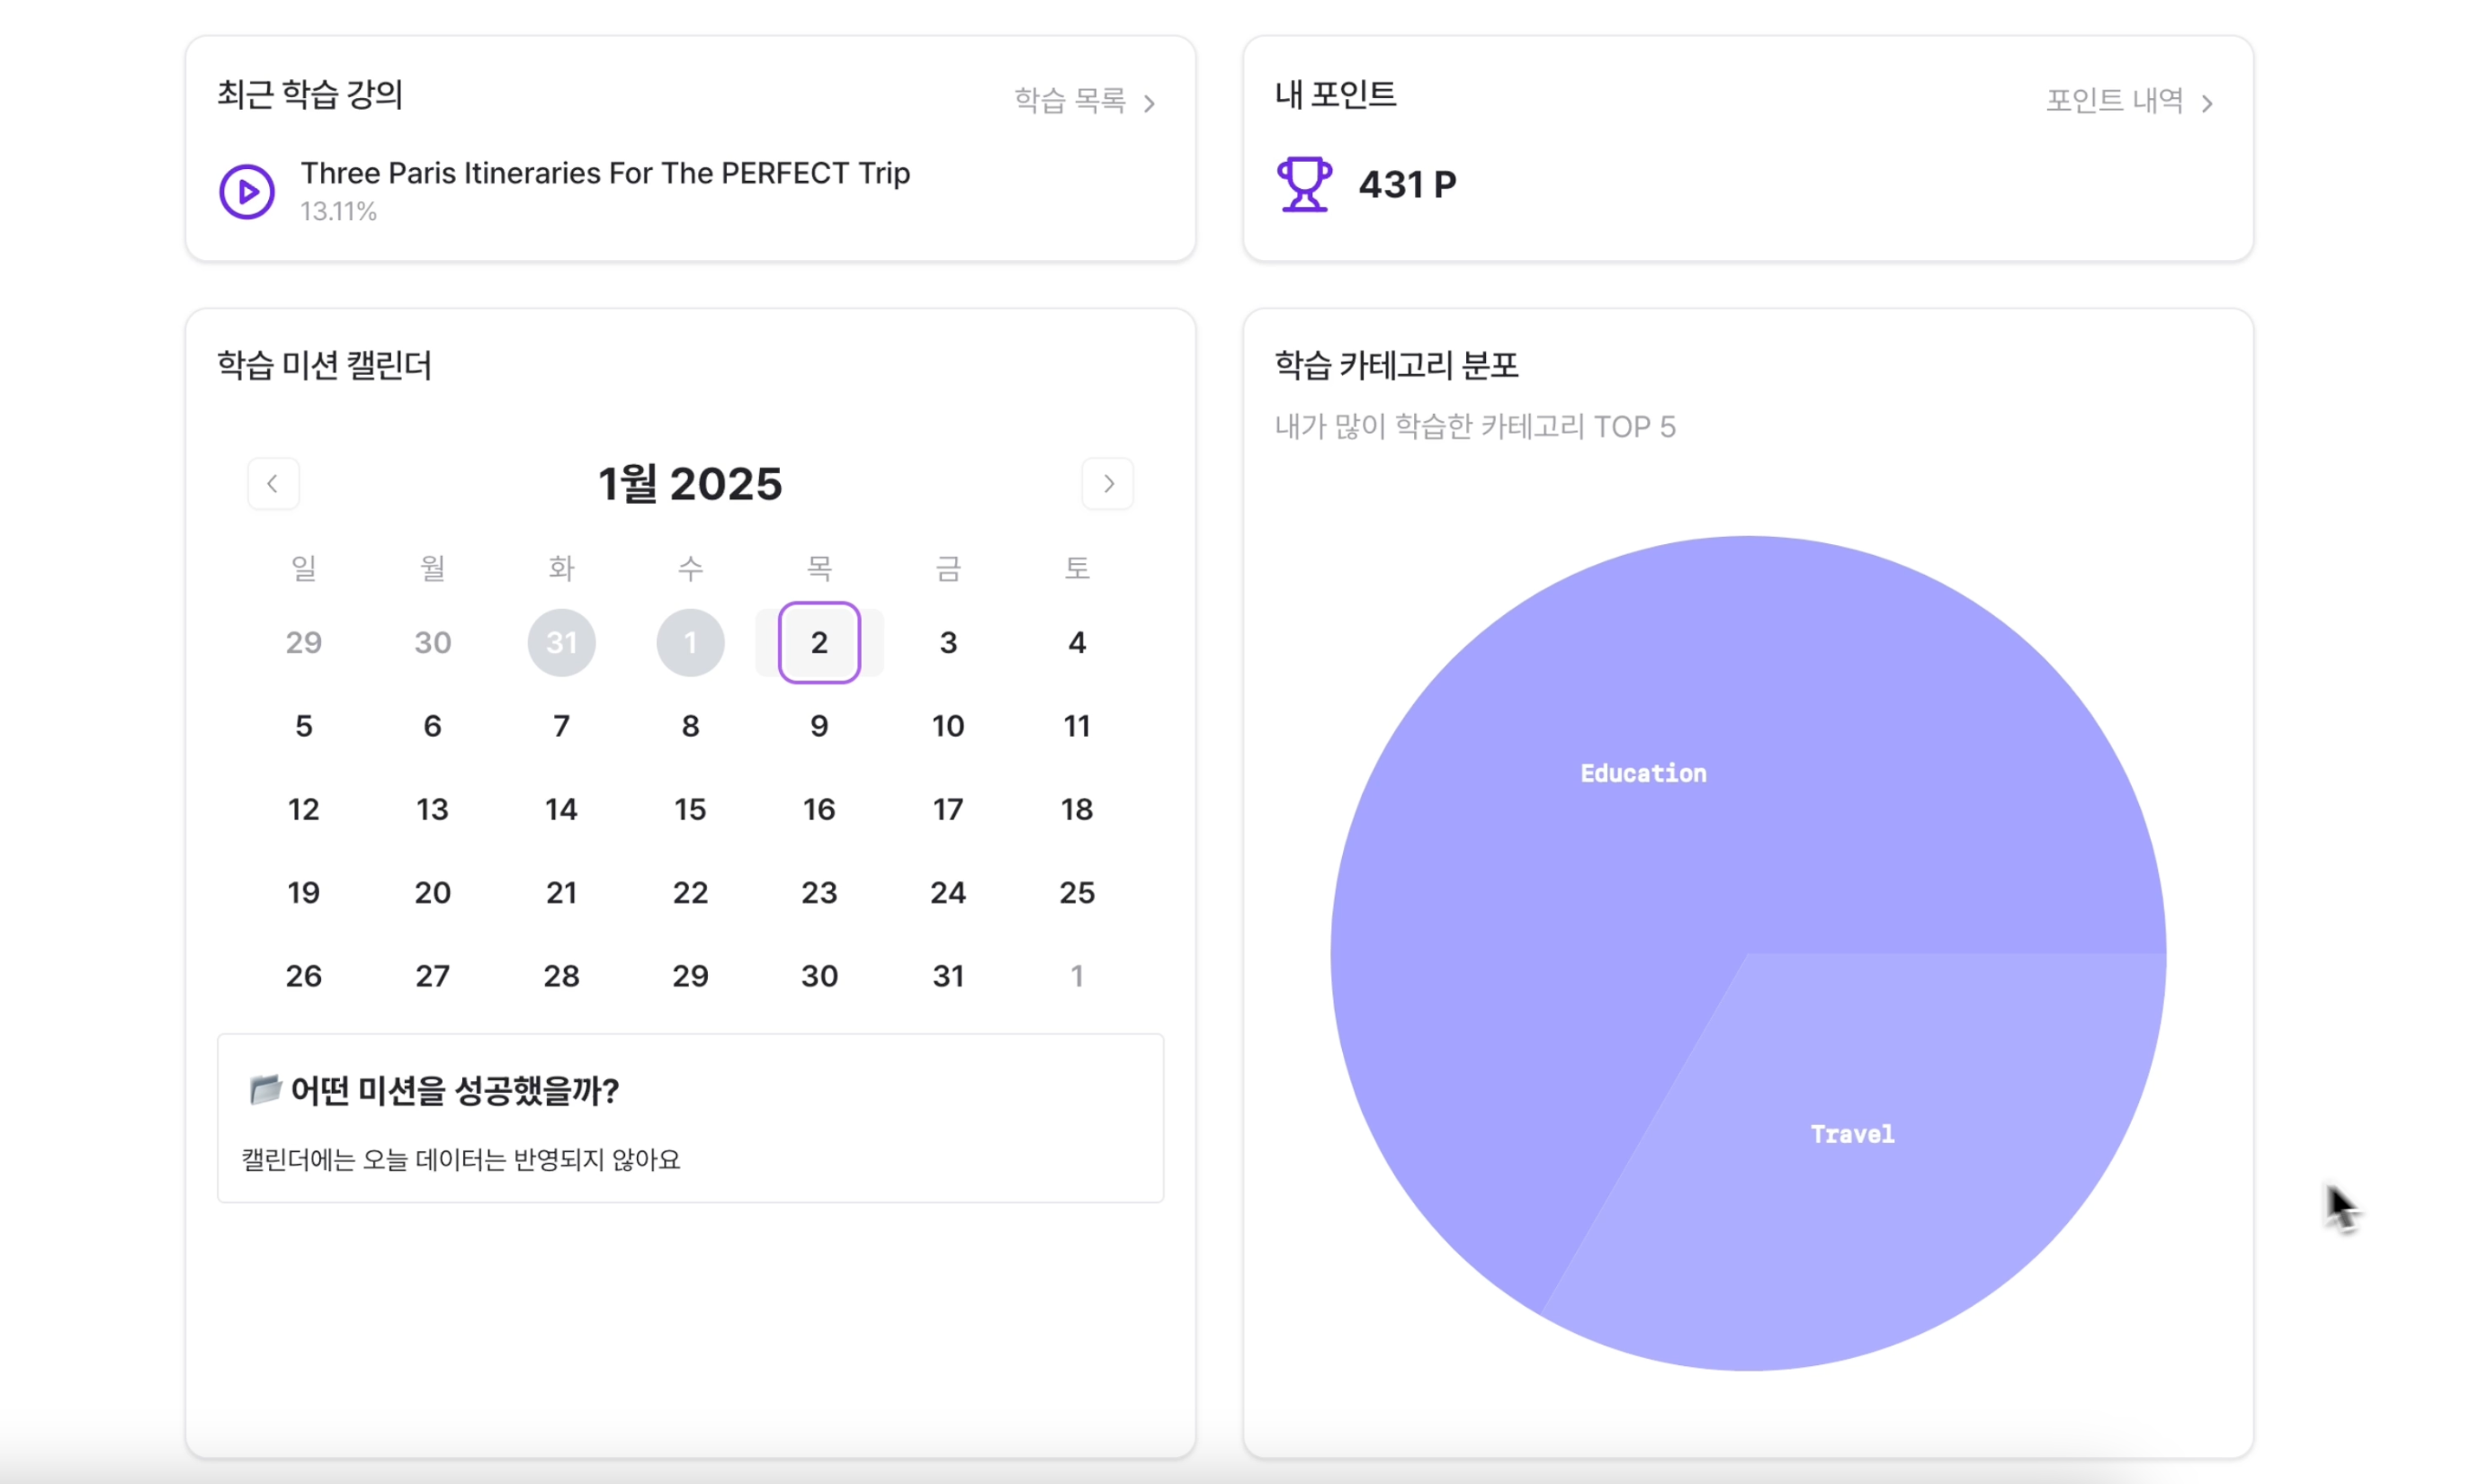 최근 학습 강의
학습 목록
Three Paris Itineraries For The PERFECT Trip
13.11%
내 포인트
포인트 내역
431 P
학습 미션 캘린더
1월 2025
일 월 화 수 목 금 토
29 30 31 1 2 3 4
5 6 7 8 9 10 11
12 13 14 15 16 17 18
19 20 21 22 23 24 25
26 27 28 29 30 31 1
어떤 미션을 성공했을까?
캘린더에는 오늘 데이터는 반영되지 않아요
학습 카테고리 분포
내가 많이 학습한 카테고리 TOP 5
Education
Travel